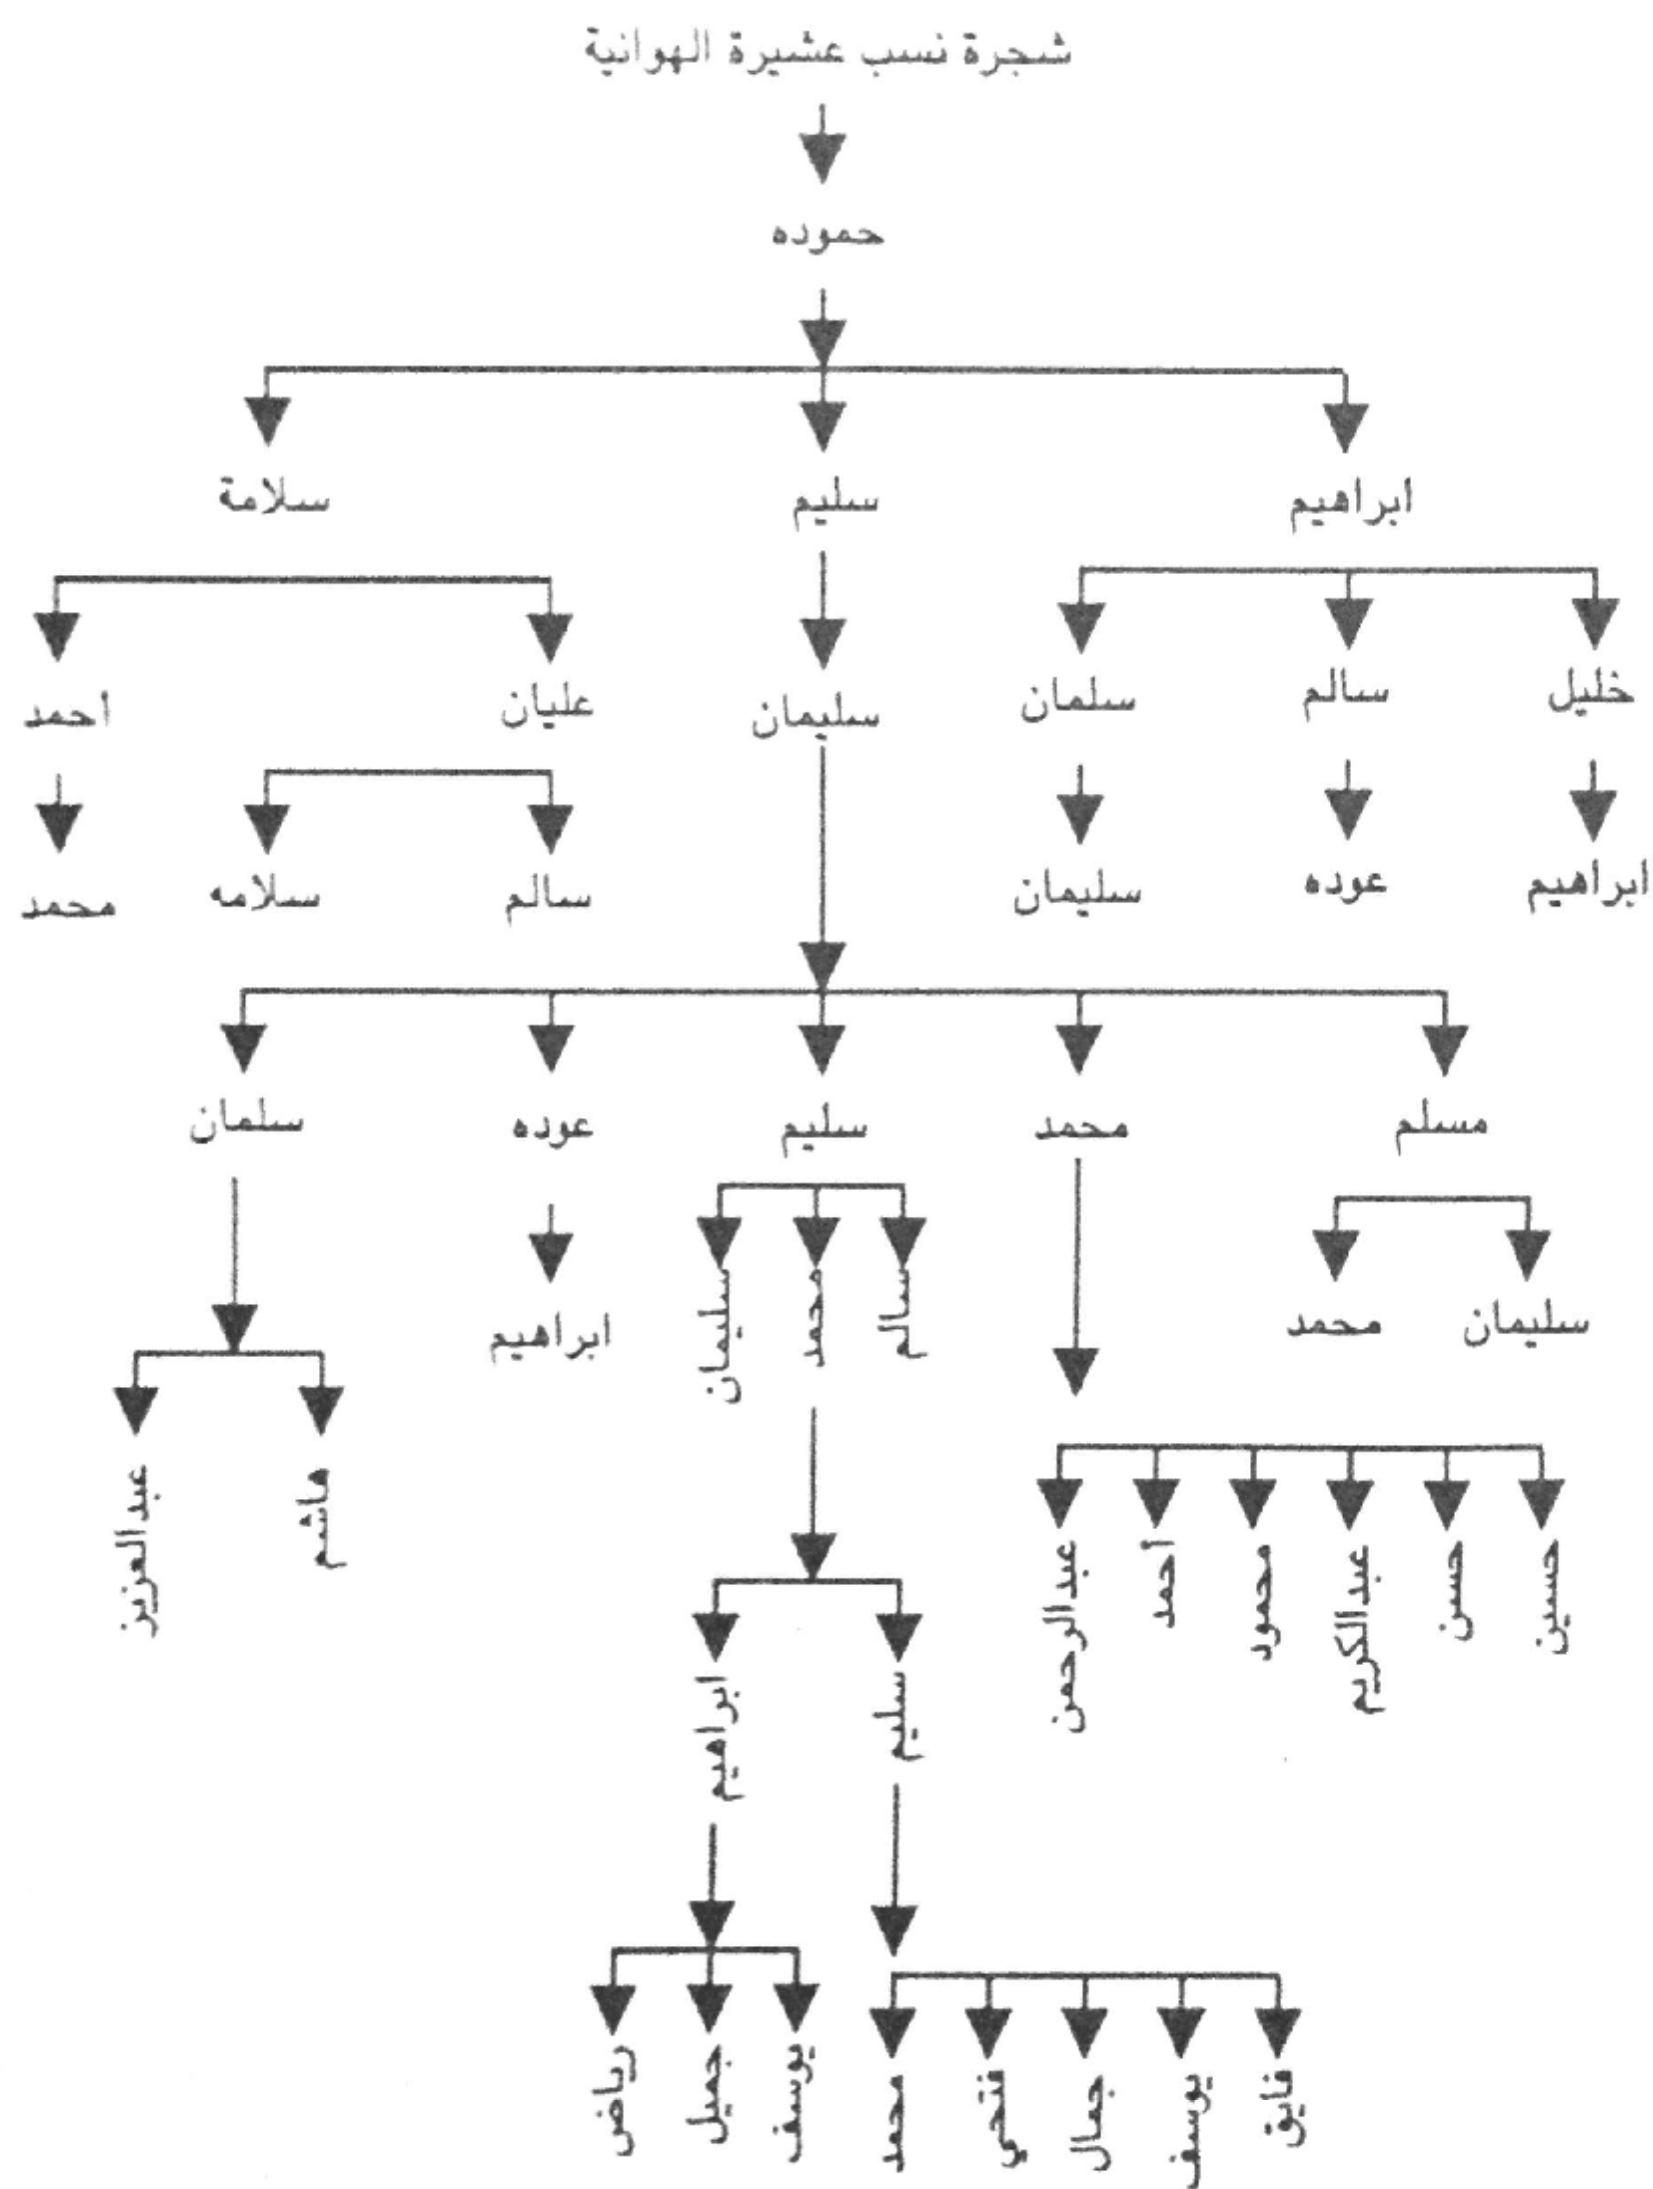 شجرة نسب عشيرة الهوانية
حموده
ابراهيم سليم سلامة
خليل سالم سلمان سليمان عليان أحمد
ابراهيم عوده سليمان سالم سلامه محمد
مسلم محمد سليم عوده سلمان
سليمان محمد سالم محمد سليمان ابراهيم
حسين حسن عبدالكريم محمود أحمد عبدالرحمن هاشم عبدالعزيز
سليم ابراهيم
فايق يوسف جمال فتحي محمد يوسف جميل رياض